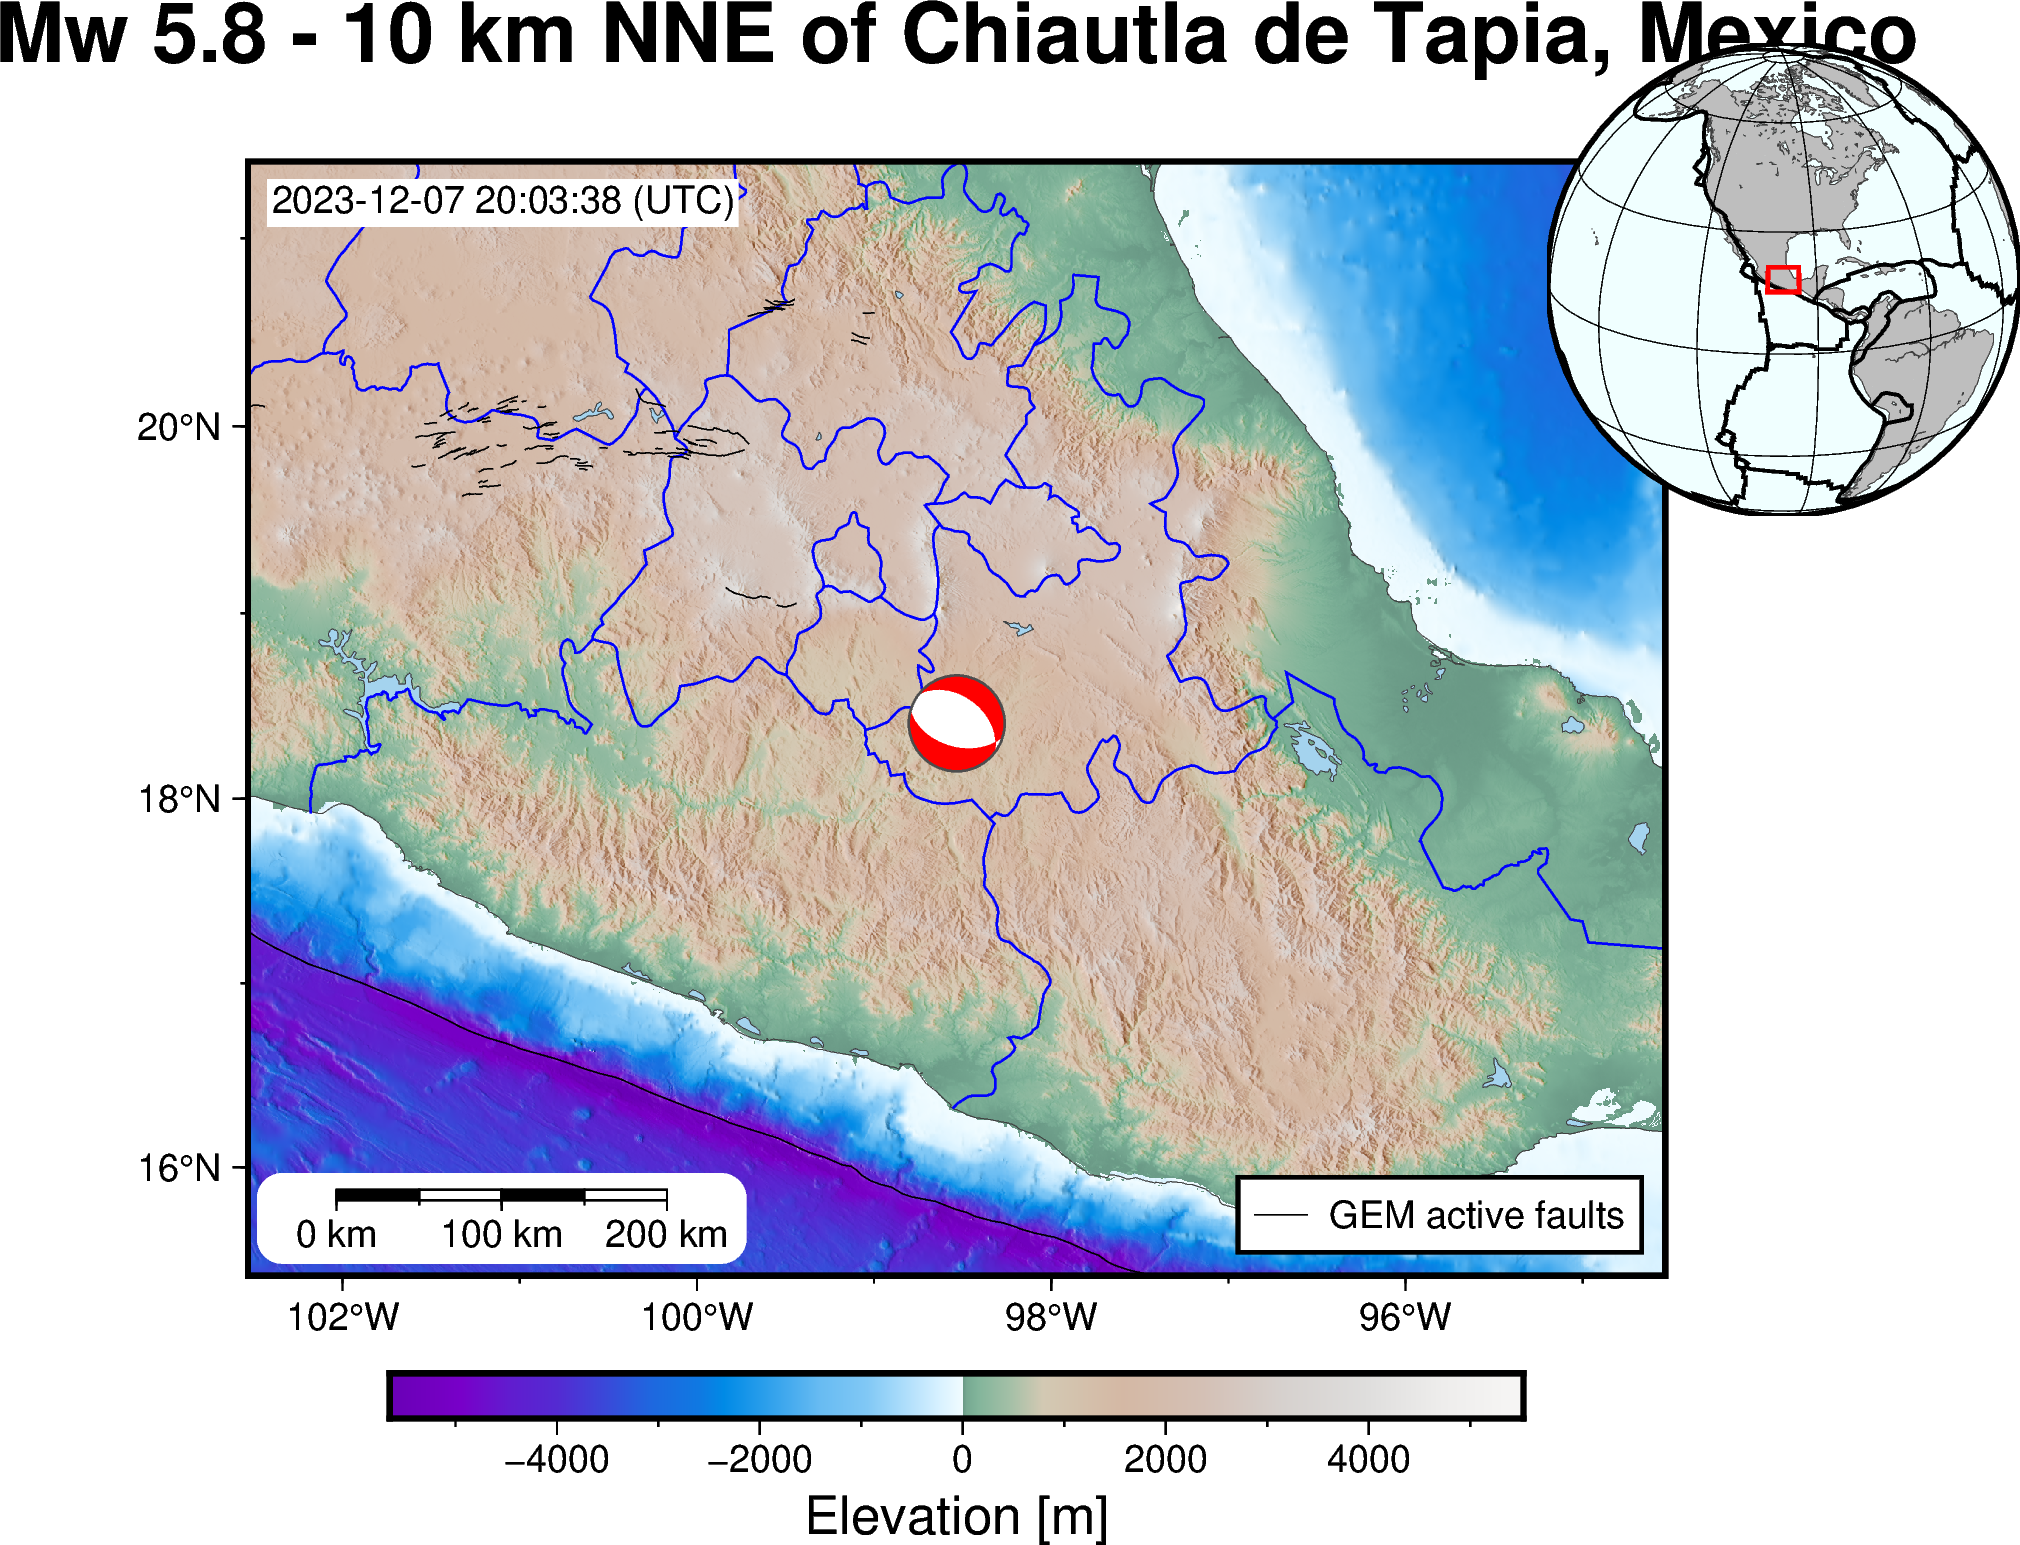 Mw 5.8 - 10 km NNE of Chiautla de Tapia, Mexico
2023-12-07 20:03:38 (UTC)
20°N
18°N
16°N
0 km 100 km 200 km
GEM active faults
102°W 100°W 98°W 96°W
−4000 −2000 0 2000 4000
Elevation [m]